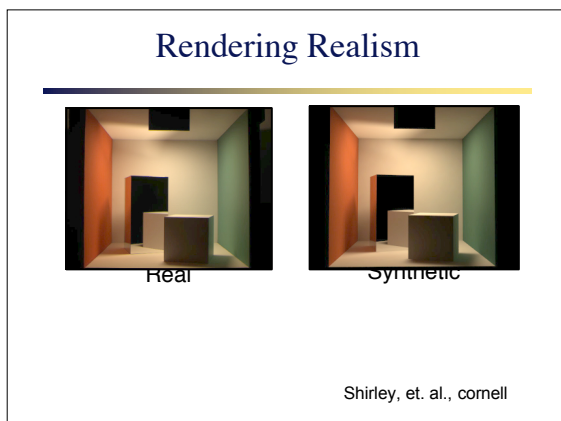 Rendering Realism
Real
Synthetic
Shirley, et. al., cornell